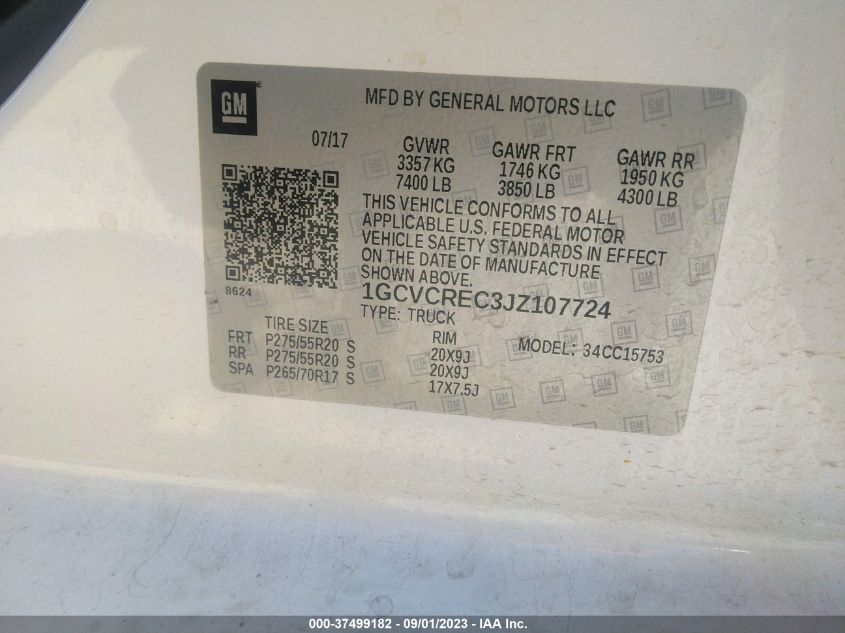 GM
MFD BY GENERAL MOTORS LLC
07/17
GVWR
3357 KG
7400 LB
GAWR FRT
1746 KG
3850 LB
GAWR RR
1950 KG
4300 LB
THIS VEHICLE CONFORMS TO ALL
APPLICABLE U.S. FEDERAL MOTOR
VEHICLE SAFETY STANDARDS IN EFFECT
ON THE DATE OF MANUFACTURE
SHOWN ABOVE.
8624
1GCVCREC3JZ107724
TYPE: TRUCK
MODEL: 34CC15753
TIRE SIZE
RIM
FRT P275/55R20 S 20X9J
RR P275/55R20 S 20X9J
SPA P265/70R17 S 17X7.5J
000-37499182 - 09/01/2023 - IAA Inc.